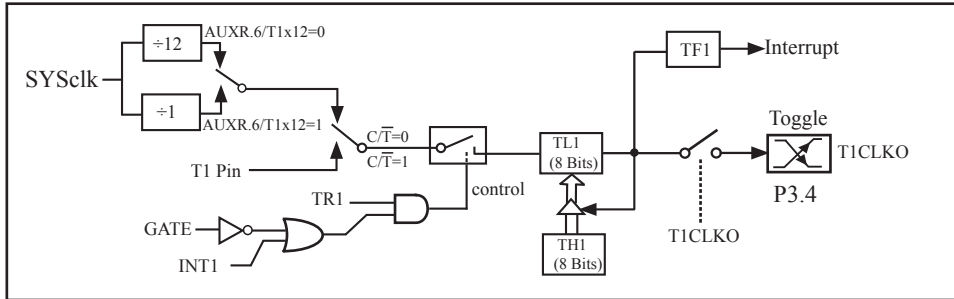 AUXR.6/T1x12=0
÷12
SYSclk
÷1
AUXR.6/T1x12=1
T1 Pin
C/T̅=0
C/T̅=1
control
TR1
GATE
INT1
TL1
(8 Bits)
TH1
(8 Bits)
TF1
Interrupt
Toggle
T1CLKO
P3.4
T1CLKO